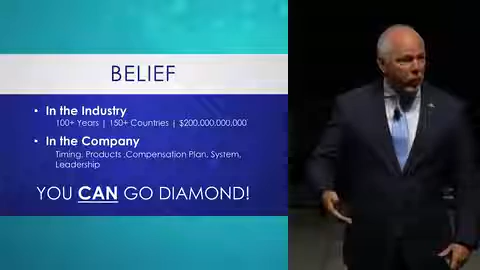 BELIEF
• In the Industry
100+ Years | 150+ Countries | $200,000,000,000
• In the Company
Timing, Products ,Compensation Plan, System,
Leadership
YOU CAN GO DIAMOND!